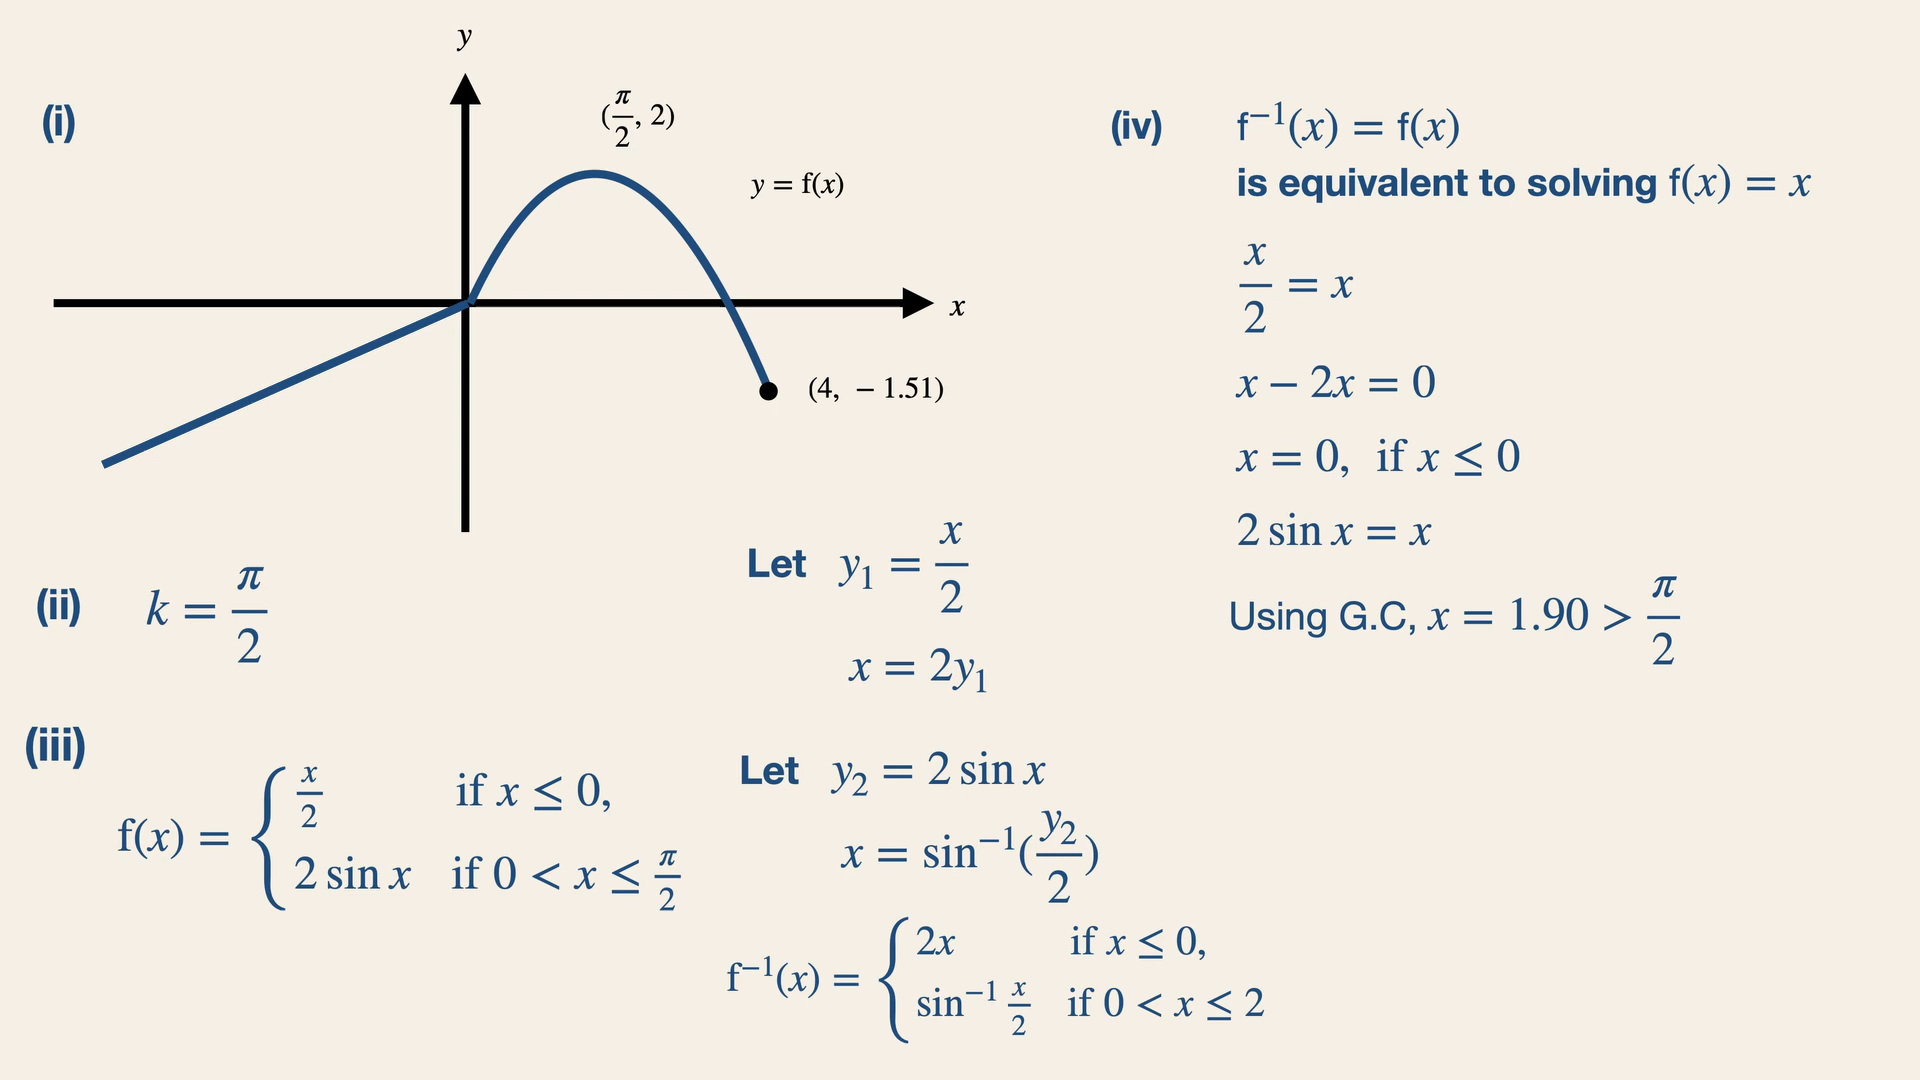 (i)
y
(π/2, 2)
y = f(x)
x
(4, − 1.51)
(ii) k = π/2
(iii)
f(x) = { x/2 if x ≤ 0,
2 sin x if 0 < x ≤ π/2
Let y₁ = x/2
x = 2y₁
Let y₂ = 2 sin x
x = sin⁻¹(y₂/2)
f⁻¹(x) = { 2x if x ≤ 0,
sin⁻¹ x/2 if 0 < x ≤ 2
(iv) f⁻¹(x) = f(x)
is equivalent to solving f(x) = x
x/2 = x
x − 2x = 0
x = 0, if x ≤ 0
2 sin x = x
Using G.C, x = 1.90 > π/2